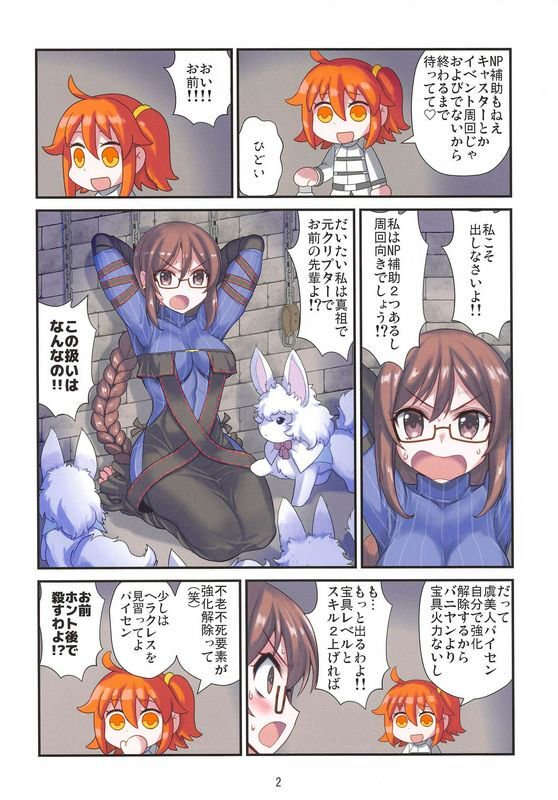 NP補助もねえ
キャスターとか
イベント周回じゃ
およびでないから
終わるまで
待ってて♡
ひどい
おい
お前!!!!
私こそ
出しなさいよ!!
私はNP補助2つあるし
周回向きでしょう!?
だいたい私は真祖で
元クリプターで
お前の先輩よ!?
この扱いは
なんなの!!
だって
虞美人パイセン
自分で強化
解除するから
バニヤンより
宝具火力ないし
も…
もっと出るわよ!!
宝具レベルと
スキル2上げれば
不老不死要素が
強化解除って
(笑)
少しは
ヘラクレスを
見習ってよ
パイセン
お前
ホント後で
殺すわよ!?
2